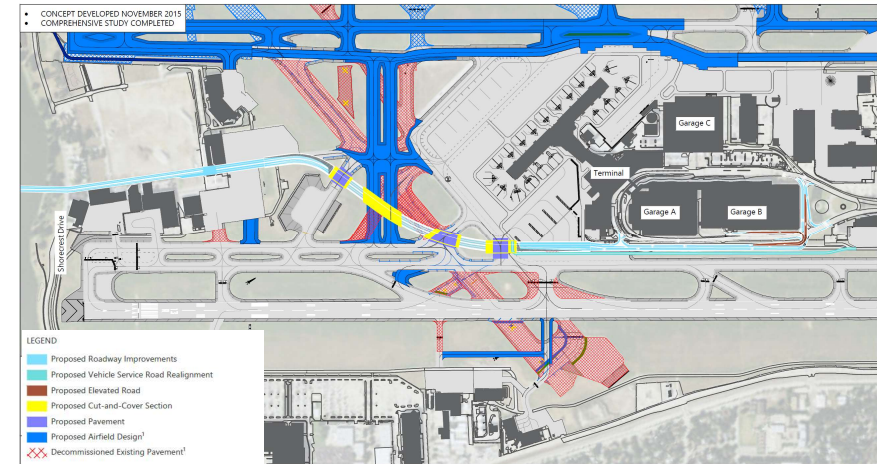 • CONCEPT DEVELOPED NOVEMBER 2015
• COMPREHENSIVE STUDY COMPLETED
Garage C
Terminal
Garage A
Garage B
Shorecrest Drive
LEGEND
Proposed Roadway Improvements
Proposed Vehicle Service Road Realignment
Proposed Elevated Road
Proposed Cut-and-Cover Section
Proposed Pavement
Proposed Airfield Design¹
Decommissioned Existing Pavement¹